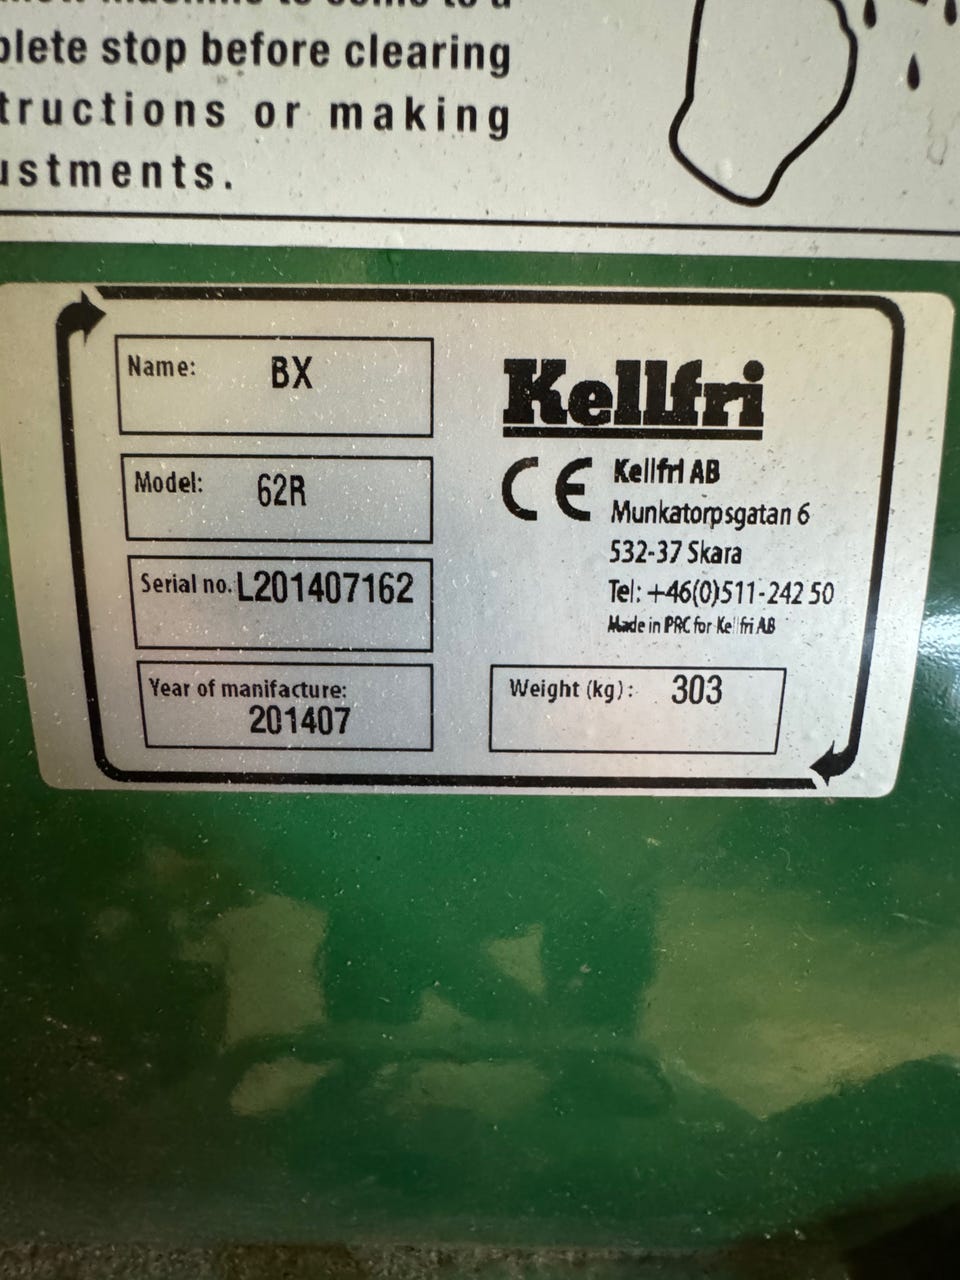 plete stop before clearing
tructions or making
ustments.
Name: BX
Model: 62R
Serial no. L201407162
Year of manifacture:
201407
Kellfri
CE
Kellfri AB
Munkatorpsgatan 6
532-37 Skara
Tel: +46(0)511-242 50
Made in PRC for Kellfri AB
Weight (kg): 303